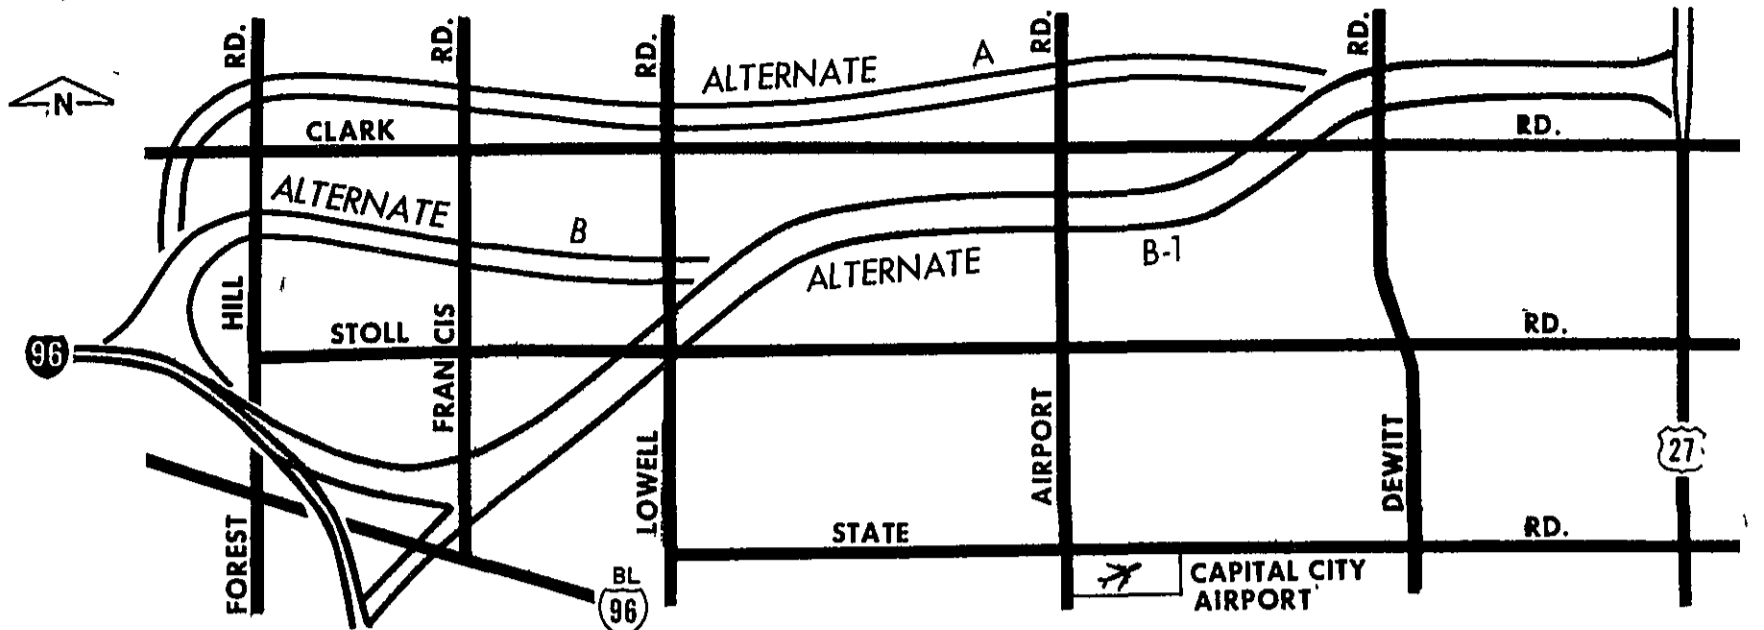 RD.
RD.
RD.
RD.
RD.
N
ALTERNATE A
CLARK RD.
ALTERNATE B
ALTERNATE B-1
HILL
STOLL RD.
FRANCIS
96
LOWELL
AIRPORT
DEWITT
27
FOREST
STATE RD.
BL
96
CAPITAL CITY
AIRPORT